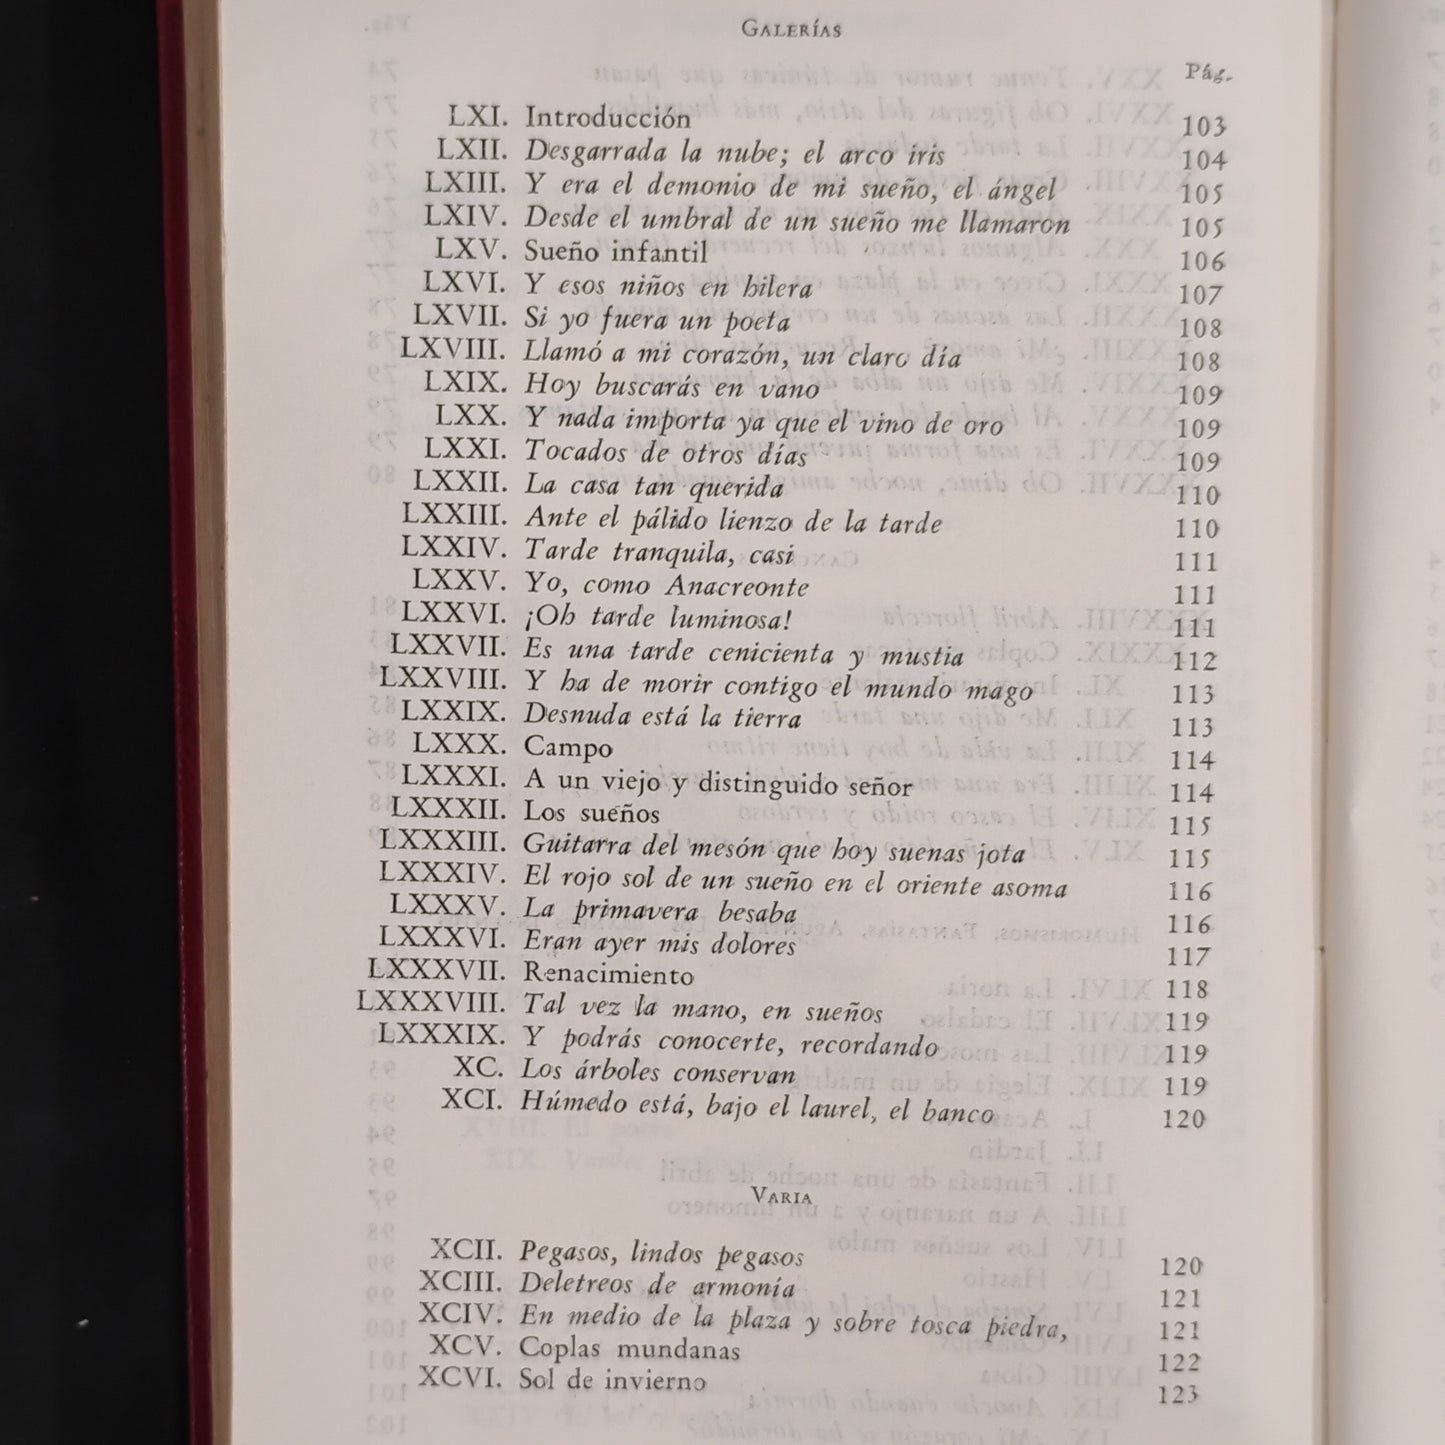 GALERÍAS
Pág.
LXI. Introducción 103
LXII. Desgarrada la nube; el arco iris 104
LXIII. Y era el demonio de mi sueño, el ángel 105
LXIV. Desde el umbral de un sueño me llamaron 105
LXV. Sueño infantil 106
LXVI. Y esos niños en hilera 107
LXVII. Si yo fuera un poeta 108
LXVIII. Llamó a mi corazón, un claro día 108
LXIX. Hoy buscarás en vano 109
LXX. Y nada importa ya que el vino de oro 109
LXXI. Tocados de otros días 109
LXXII. La casa tan querida 110
LXXIII. Ante el pálido lienzo de la tarde 110
LXXIV. Tarde tranquila, casi 111
LXXV. Yo, como Anacreonte 111
LXXVI. ¡Oh tarde luminosa! 111
LXXVII. Es una tarde cenicienta y mustia 112
LXXVIII. Y ha de morir contigo el mundo mago 113
LXXIX. Desnuda está la tierra 113
LXXX. Campo 114
LXXXI. A un viejo y distinguido señor 114
LXXXII. Los sueños 115
LXXXIII. Guitarra del mesón que hoy suenas jota 115
LXXXIV. El rojo sol de un sueño en el oriente asoma 116
LXXXV. La primavera besaba 116
LXXXVI. Eran ayer mis dolores 117
LXXXVII. Renacimiento 118
LXXXVIII. Tal vez la mano, en sueños 119
LXXXIX. Y podrás conocerte, recordando 119
XC. Los árboles conservan 119
XCI. Húmedo está, bajo el laurel, el banco 120
VARIA
XCII. Pegasos, lindos pegasos 120
XCIII. Deletreos de armonía 121
XCIV. En medio de la plaza y sobre tosca piedra, 121
XCV. Coplas mundanas 122
XCVI. Sol de invierno 123